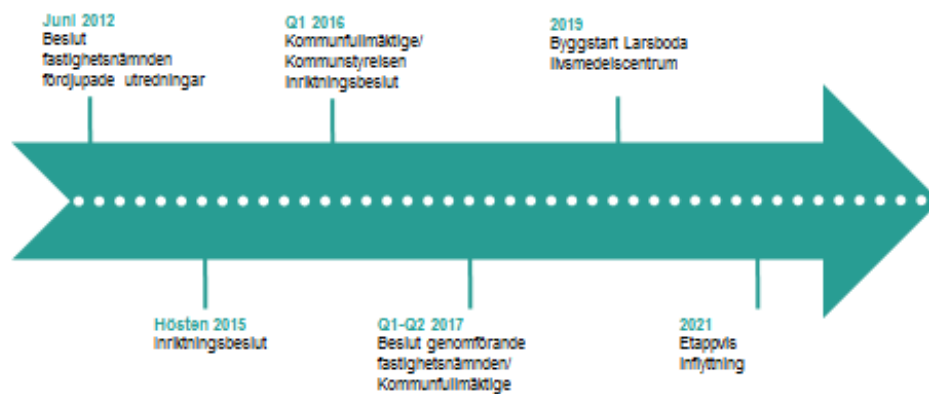 Juni 2012
Beslut
fastighetsnämnden
fördjupade utredningar
Q1 2016
Kommunfullmäktige/
Kommunstyrelsen
Inriktningsbeslut
2019
Byggstart Larsboda
livsmedelscentrum
Hösten 2015
Inriktningsbeslut
Q1-Q2 2017
Beslut genomförande
fastighetsnämnden/
Kommunfullmäktige
2021
Etappvis
Inflyttning